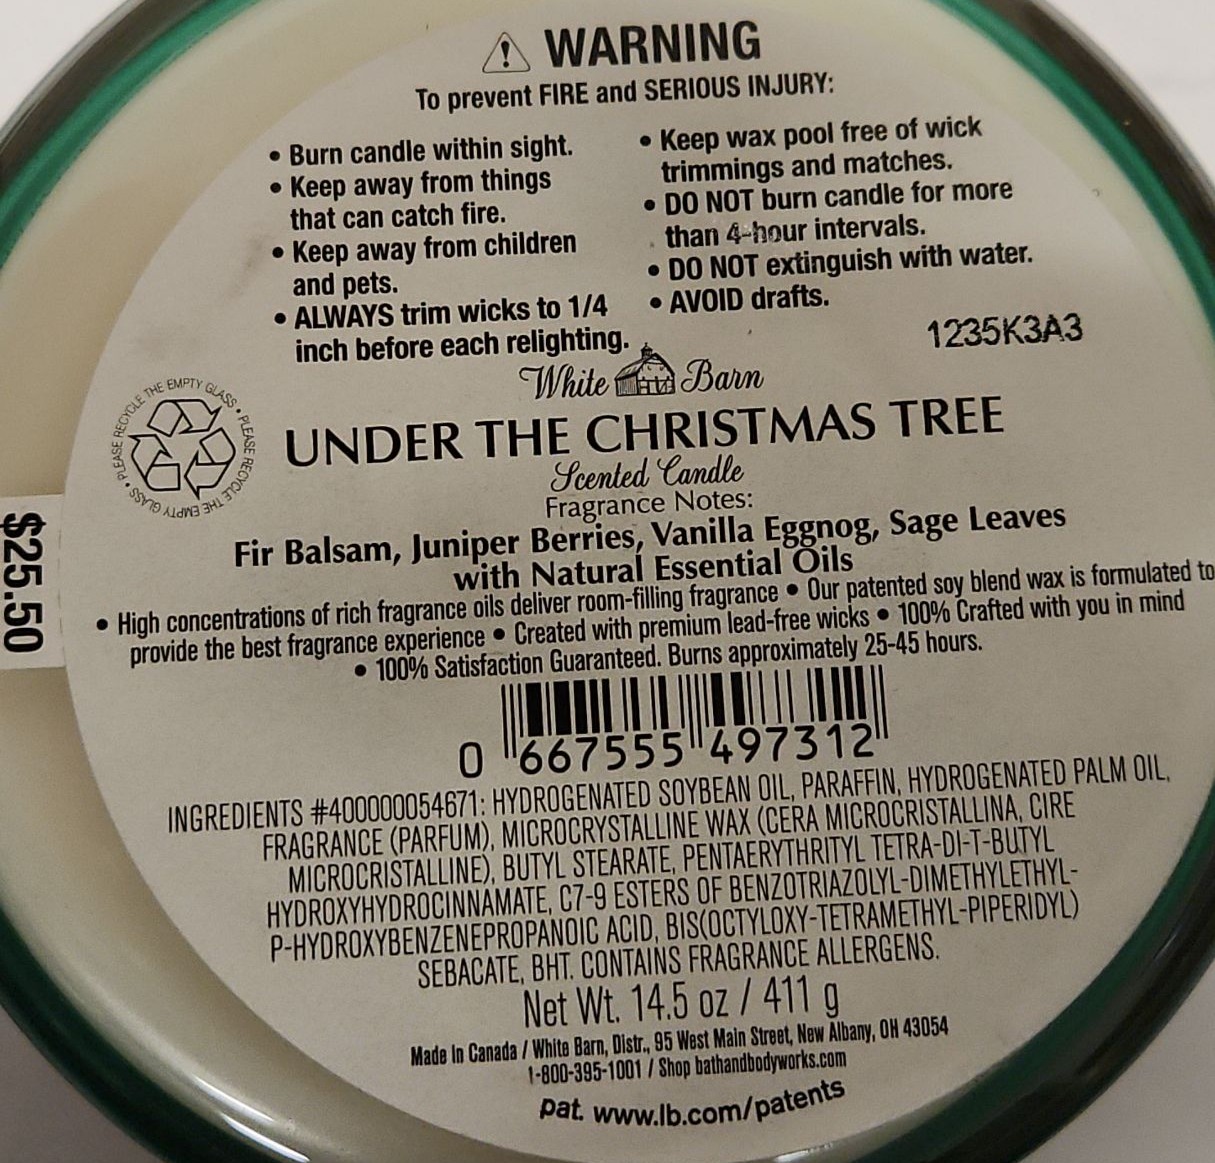 WARNING
To prevent FIRE and SERIOUS INJURY:
• Burn candle within sight.
• Keep away from things
that can catch fire.
• Keep away from children
and pets.
• ALWAYS trim wicks to 1/4
inch before each relighting.
• Keep wax pool free of wick
trimmings and matches.
• DO NOT burn candle for more
than 4-hour intervals.
• DO NOT extinguish with water.
• AVOID drafts.
1235K3A3
White Barn
PLEASE RECYCLE THE EMPTY GLASS • PLEASE RECYCLE THE EMPTY GLASS •
UNDER THE CHRISTMAS TREE
Scented Candle
Fragrance Notes:
Fir Balsam, Juniper Berries, Vanilla Eggnog, Sage Leaves
with Natural Essential Oils
$25.50
• High concentrations of rich fragrance oils deliver room-filling fragrance • Our patented soy blend wax is formulated to
provide the best fragrance experience • Created with premium lead-free wicks • 100% Crafted with you in mind
• 100% Satisfaction Guaranteed. Burns approximately 25-45 hours.
0 667555 497312
INGREDIENTS #400000054671: HYDROGENATED SOYBEAN OIL, PARAFFIN, HYDROGENATED PALM OIL,
FRAGRANCE (PARFUM), MICROCRYSTALLINE WAX (CERA MICROCRISTALLINA, CIRE
MICROCRISTALLINE), BUTYL STEARATE, PENTAERYTHRITYL TETRA-DI-T-BUTYL
HYDROXYHYDROCINNAMATE, C7-9 ESTERS OF BENZOTRIAZOLYL-DIMETHYLETHYL-
P-HYDROXYBENZENEPROPANOIC ACID, BIS(OCTYLOXY-TETRAMETHYL-PIPERIDYL)
SEBACATE, BHT. CONTAINS FRAGRANCE ALLERGENS.
Net Wt. 14.5 oz / 411 g
Made In Canada / White Barn, Distr., 95 West Main Street, New Albany, OH 43054
1-800-395-1001 / Shop bathandbodyworks.com
pat. www.lb.com/patents